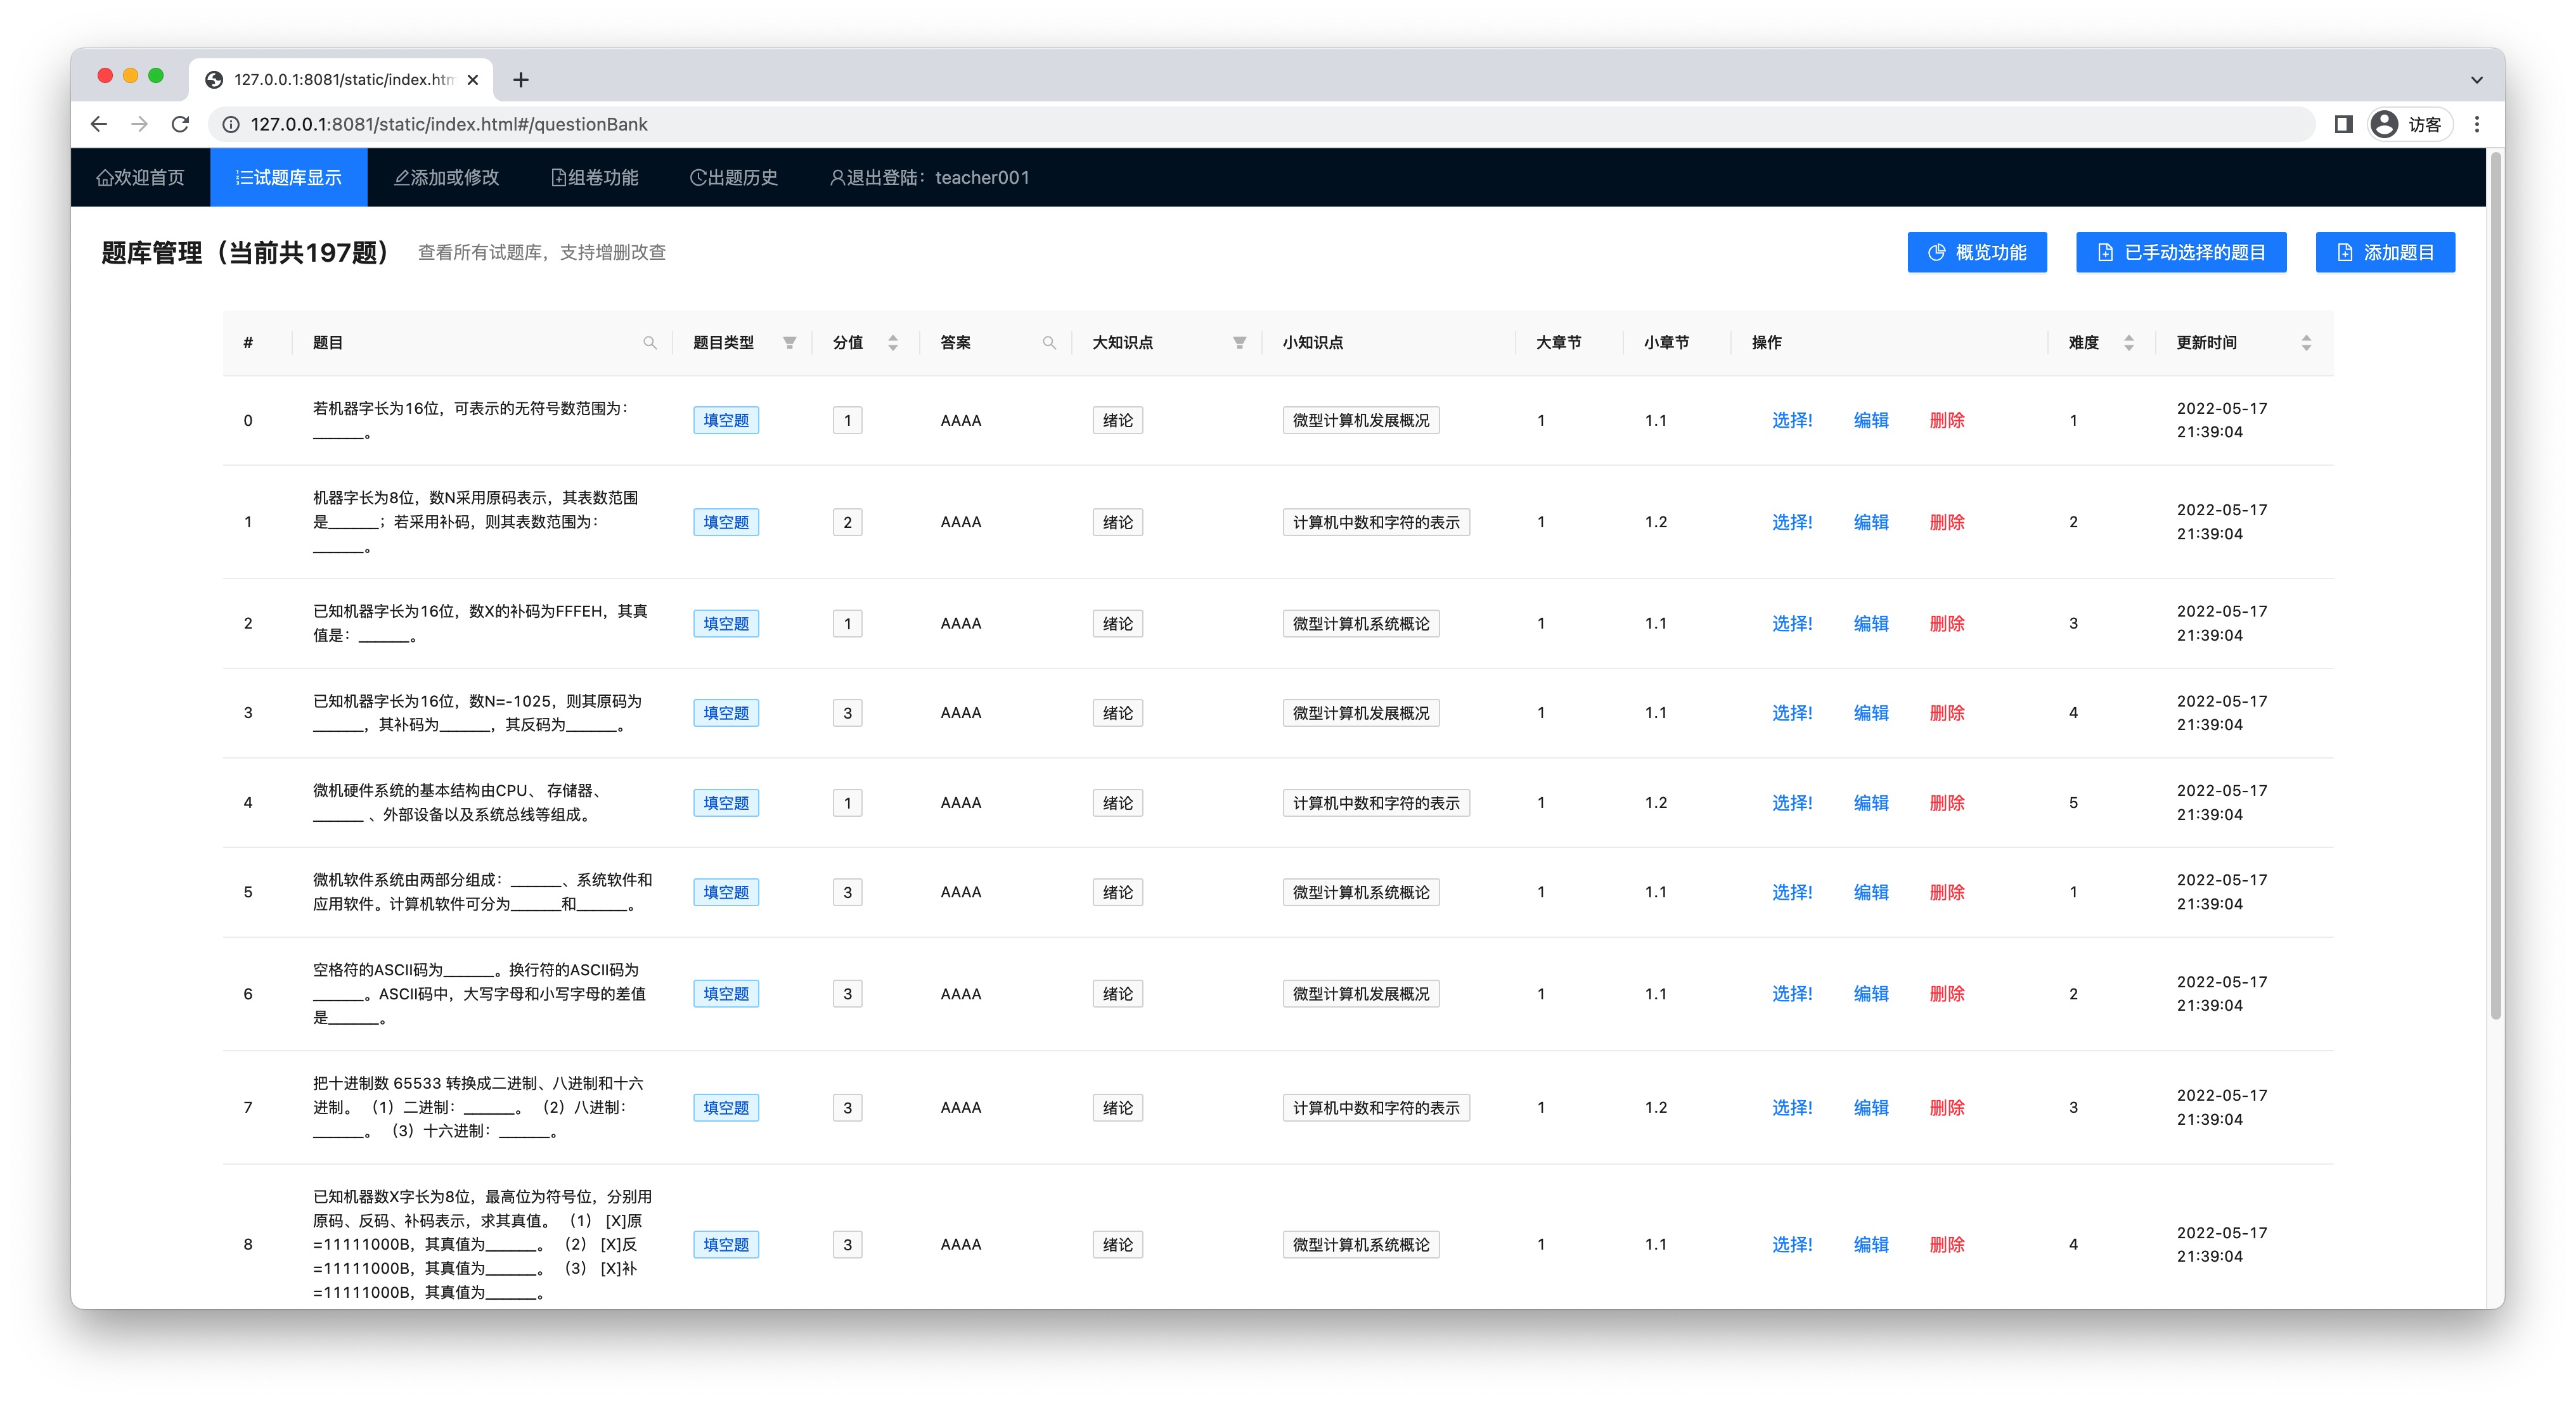 127.0.0.1:8081/static/index.htm
127.0.0.1:8081/static/index.html#/questionBank
访客
欢迎首页 试题库显示 添加或修改 组卷功能 出题历史 退出登陆：teacher001
题库管理（当前共197题） 查看所有试题库，支持增删改查 概览功能 已手动选择的题目 添加题目
# 题目 题目类型 分值 答案 大知识点 小知识点 大章节 小章节 操作 难度 更新时间
0 若机器字长为16位，可表示的无符号数范围为：
______。 填空题 1 AAAA 绪论 微型计算机发展概况 1 1.1 选择! 编辑 删除 1 2022-05-17
21:39:04
1 机器字长为8位，数N采用原码表示，其表数范围
是______；若采用补码，则其表数范围为：
______。 填空题 2 AAAA 绪论 计算机中数和字符的表示 1 1.2 选择! 编辑 删除 2 2022-05-17
21:39:04
2 已知机器字长为16位，数X的补码为FFFEH，其真
值是：______。 填空题 1 AAAA 绪论 微型计算机系统概论 1 1.1 选择! 编辑 删除 3 2022-05-17
21:39:04
3 已知机器字长为16位，数N=-1025，则其原码为
______，其补码为______，其反码为______。 填空题 3 AAAA 绪论 微型计算机发展概况 1 1.1 选择! 编辑 删除 4 2022-05-17
21:39:04
4 微机硬件系统的基本结构由CPU、 存储器、
______ 、外部设备以及系统总线等组成。 填空题 1 AAAA 绪论 计算机中数和字符的表示 1 1.2 选择! 编辑 删除 5 2022-05-17
21:39:04
5 微机软件系统由两部分组成：______、系统软件和
应用软件。计算机软件可分为______和______。 填空题 3 AAAA 绪论 微型计算机系统概论 1 1.1 选择! 编辑 删除 1 2022-05-17
21:39:04
6 空格符的ASCII码为______。换行符的ASCII码为
______。ASCII码中，大写字母和小写字母的差值
是______。 填空题 3 AAAA 绪论 微型计算机发展概况 1 1.1 选择! 编辑 删除 2 2022-05-17
21:39:04
7 把十进制数 65533 转换成二进制、八进制和十六
进制。 （1）二进制：______。 （2）八进制：
______。 （3）十六进制：______。 填空题 3 AAAA 绪论 计算机中数和字符的表示 1 1.2 选择! 编辑 删除 3 2022-05-17
21:39:04
8 已知机器数X字长为8位，最高位为符号位，分别用
原码、反码、补码表示，求其真值。 （1） [X]原
=11111000B，其真值为______。 （2） [X]反
=11111000B，其真值为______。 （3） [X]补
=11111000B，其真值为______。 填空题 3 AAAA 绪论 微型计算机系统概论 1 1.1 选择! 编辑 删除 4 2022-05-17
21:39:04